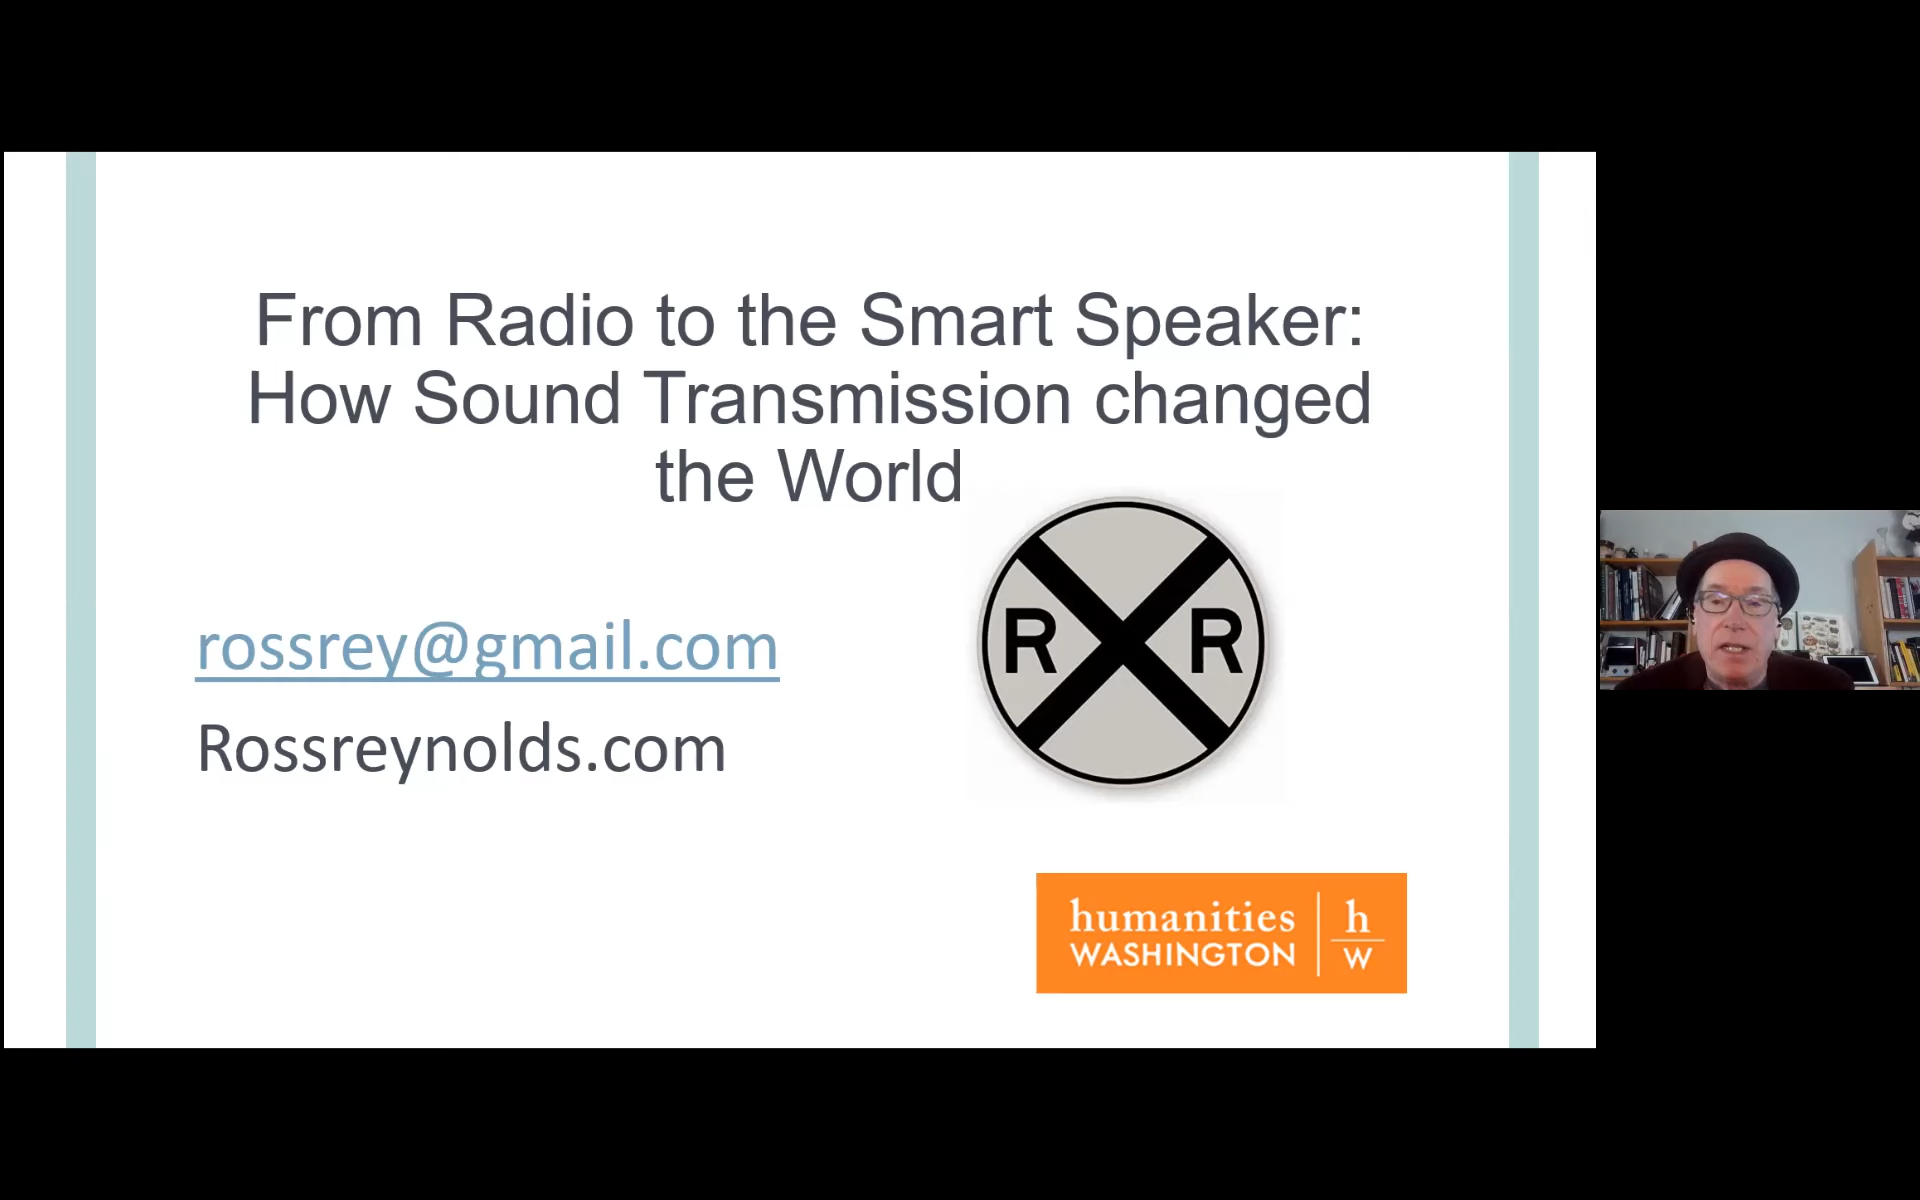 From Radio to the Smart Speaker:
How Sound Transmission changed
the World
rossrey@gmail.com
Rossreynolds.com
R R
humanities
WASHINGTON
h
w